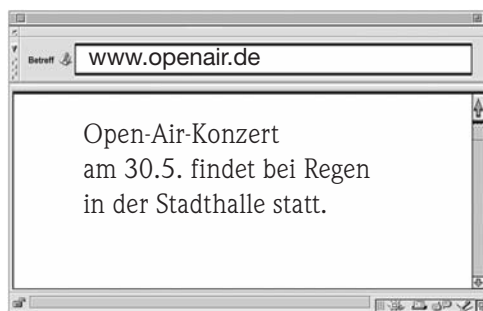 Betreff www.openair.de
Open-Air-Konzert
am 30.5. findet bei Regen
in der Stadthalle statt.